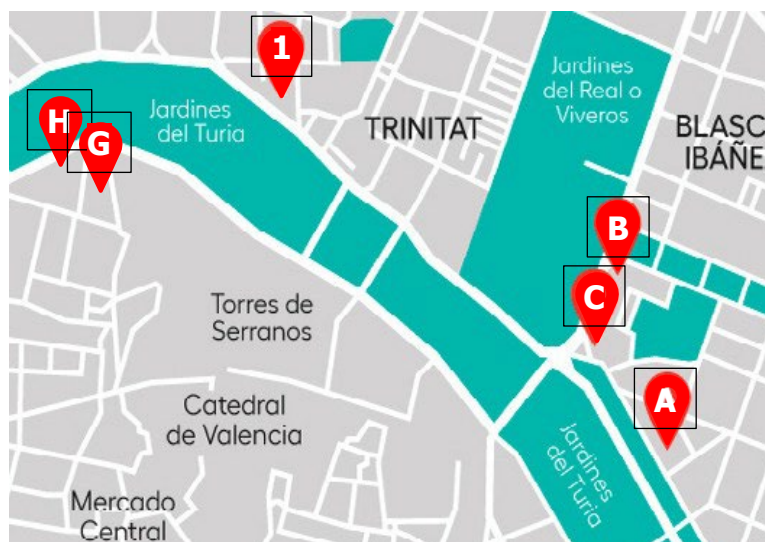 1
H
G
Jardines
del Turia
TRINITAT
Jardines
del Real o
Viveros
BLASC
IBÁÑE
B
C
Torres de
Serranos
A
Catedral
de Valencia
Jardines
del Turia
Mercado
Central